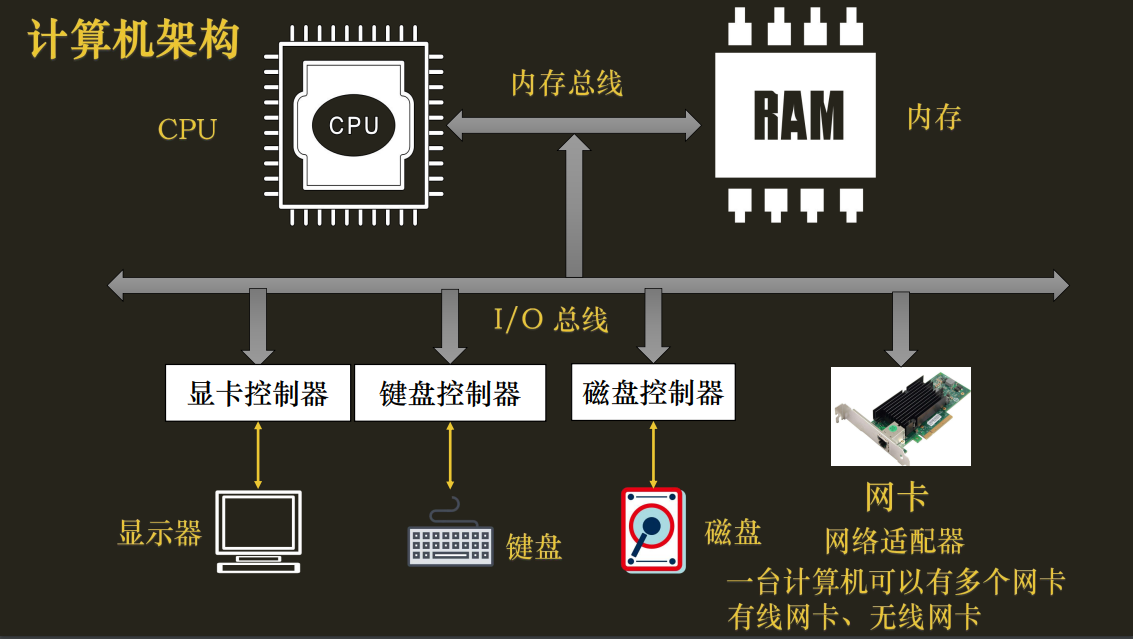 计算机架构
CPU
CPU
内存总线
RAM
内存
I/O 总线
显卡控制器
键盘控制器
磁盘控制器
显示器
键盘
磁盘
网卡
网络适配器
一台计算机可以有多个网卡
有线网卡、无线网卡